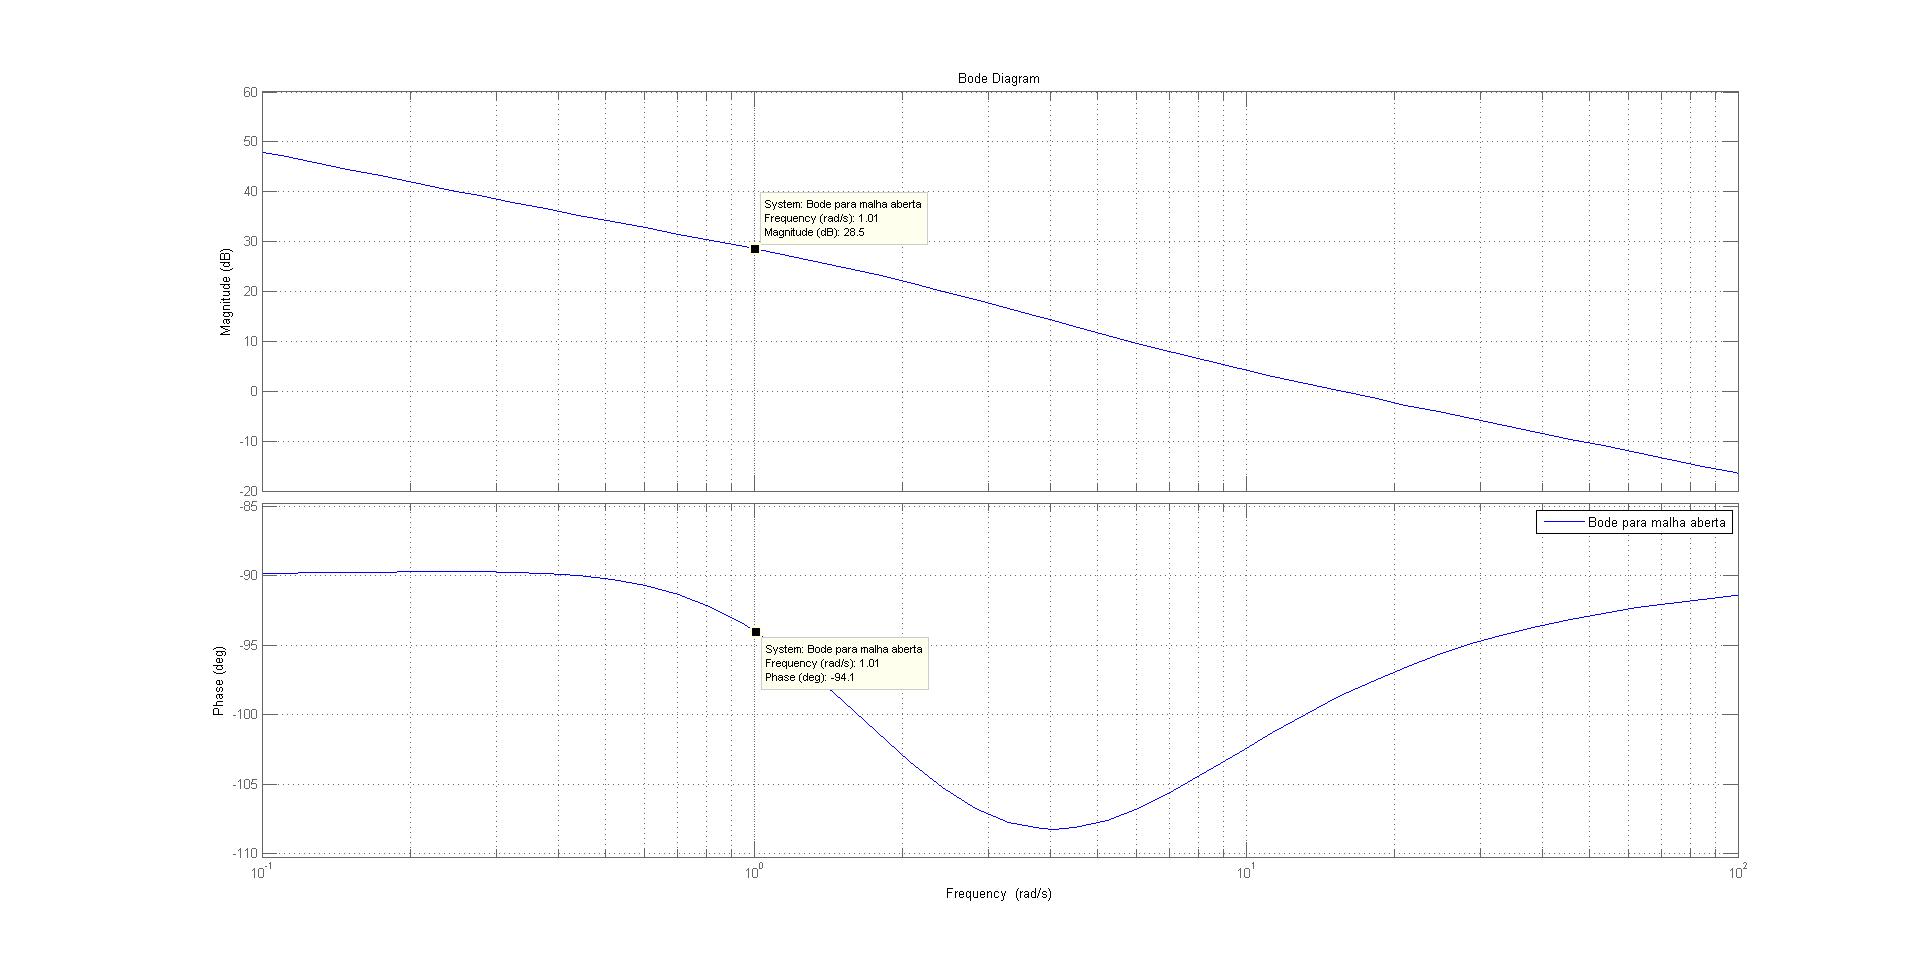 Bode Diagram
60
50
40
30
20
10
0
-10
-20
Magnitude (dB)
System: Bode para malha aberta
Frequency (rad/s): 1.01
Magnitude (dB): 28.5
-85
-90
-95
-100
-105
-110
Phase (deg)
Bode para malha aberta
System: Bode para malha aberta
Frequency (rad/s): 1.01
Phase (deg): -94.1
10^-1
10^0
10^1
10^2
Frequency (rad/s)